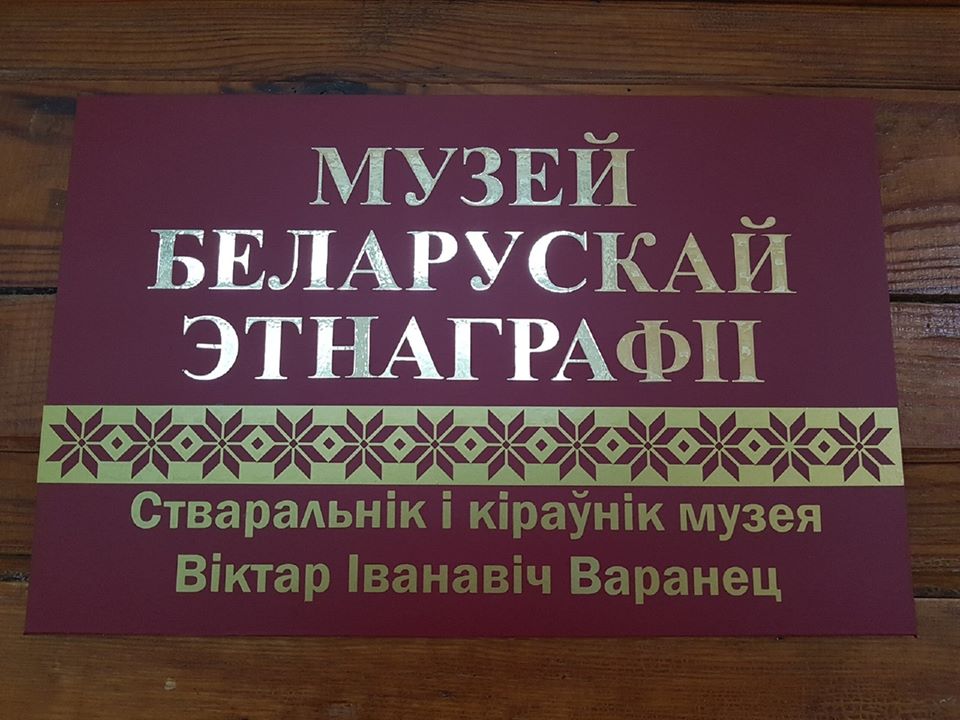 МУЗЕЙ
БЕЛАРУСКАЙ
ЭТНАГРАФІІ
Стваральнік і кіраўнік музея
Віктар Іванавіч Варанец